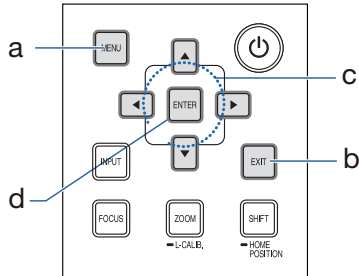 a
MENU
c
ENTER
INPUT
EXIT
b
d
FOCUS
ZOOM
SHIFT
L-CALIB.
HOME
POSITION